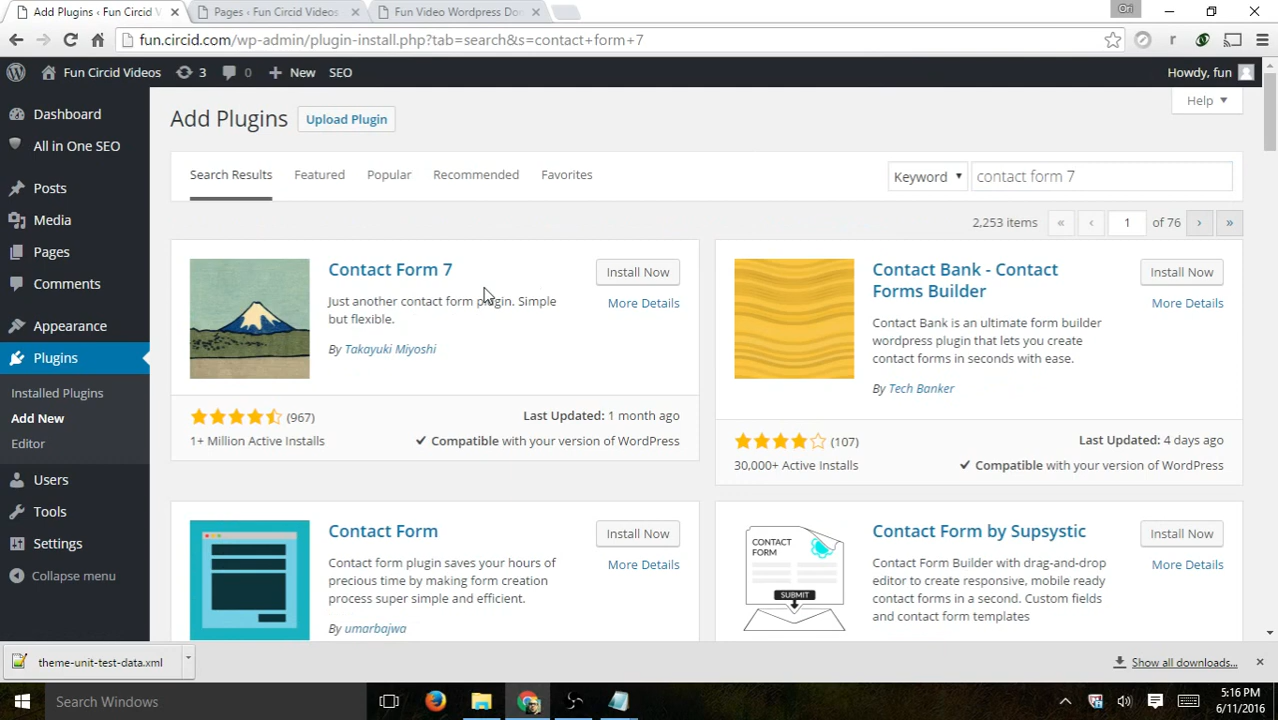 Add Plugins ‹ Fun Circid V
Pages ‹ Fun Circid Videos
Fun Video Wordpress Do
Ori
fun.circid.com/wp-admin/plugin-install.php?tab=search&s=contact+form+7
Fun Circid Videos
3
0
New
SEO
Howdy, fun
Dashboard
All in One SEO
Posts
Media
Pages
Comments
Appearance
Plugins
Installed Plugins
Add New
Editor
Users
Tools
Settings
Collapse menu
Add Plugins
Upload Plugin
Help
Search Results
Featured
Popular
Recommended
Favorites
Keyword
contact form 7
2,253 items
«
‹
1
of 76
›
»
Contact Form 7
Install Now
More Details
Just another contact form plugin. Simple
but flexible.
By Takayuki Miyoshi
(967)
1+ Million Active Installs
Last Updated: 1 month ago
Compatible with your version of WordPress
Contact Bank - Contact
Forms Builder
Install Now
More Details
Contact Bank is an ultimate form builder
wordpress plugin that lets you create
contact forms in seconds with ease.
By Tech Banker
(107)
30,000+ Active Installs
Last Updated: 4 days ago
Compatible with your version of WordPress
Contact Form
Install Now
More Details
Contact form plugin saves your hours of
precious time by making form creation
process super simple and efficient.
By umarbajwa
CONTACT
FORM
SUBMIT
Contact Form by Supsystic
Install Now
More Details
Contact Form Builder with drag-and-drop
editor to create responsive, mobile ready
contact forms in a second. Custom fields
and contact form templates
theme-unit-test-data.xml
Show all downloads...
Search Windows
5:16 PM
6/11/2016